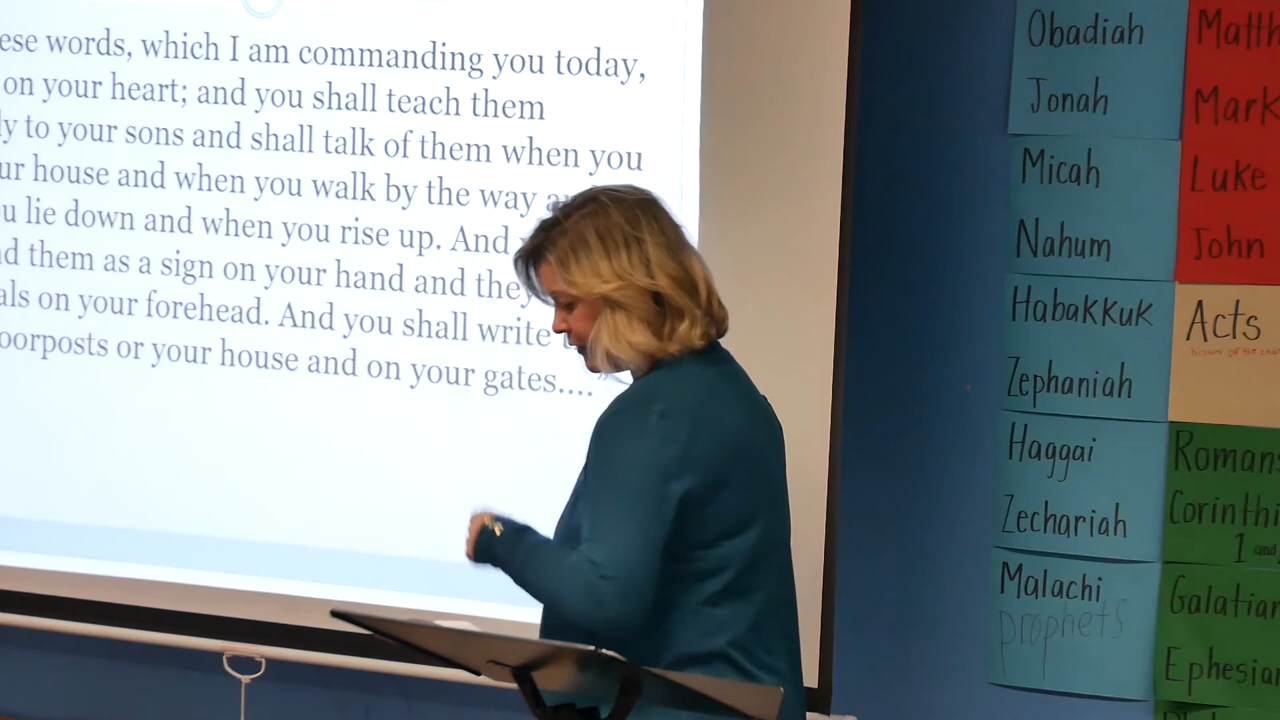 ese words, which I am commanding you today,
on your heart; and you shall teach them
ly to your sons and shall talk of them when you
ur house and when you walk by the way
u lie down and when you rise up. And
d them as a sign on your hand and they
als on your forehead. And you shall write
oorposts or your house and on your gates....”
Obadiah
Jonah
Micah
Nahum
Habakkuk
Zephaniah
Haggai
Zechariah
Malachi
prophets
Matth
Mark
Luke
John
Acts
Romans
Corinthi
1 and
Galatian
Ephesian